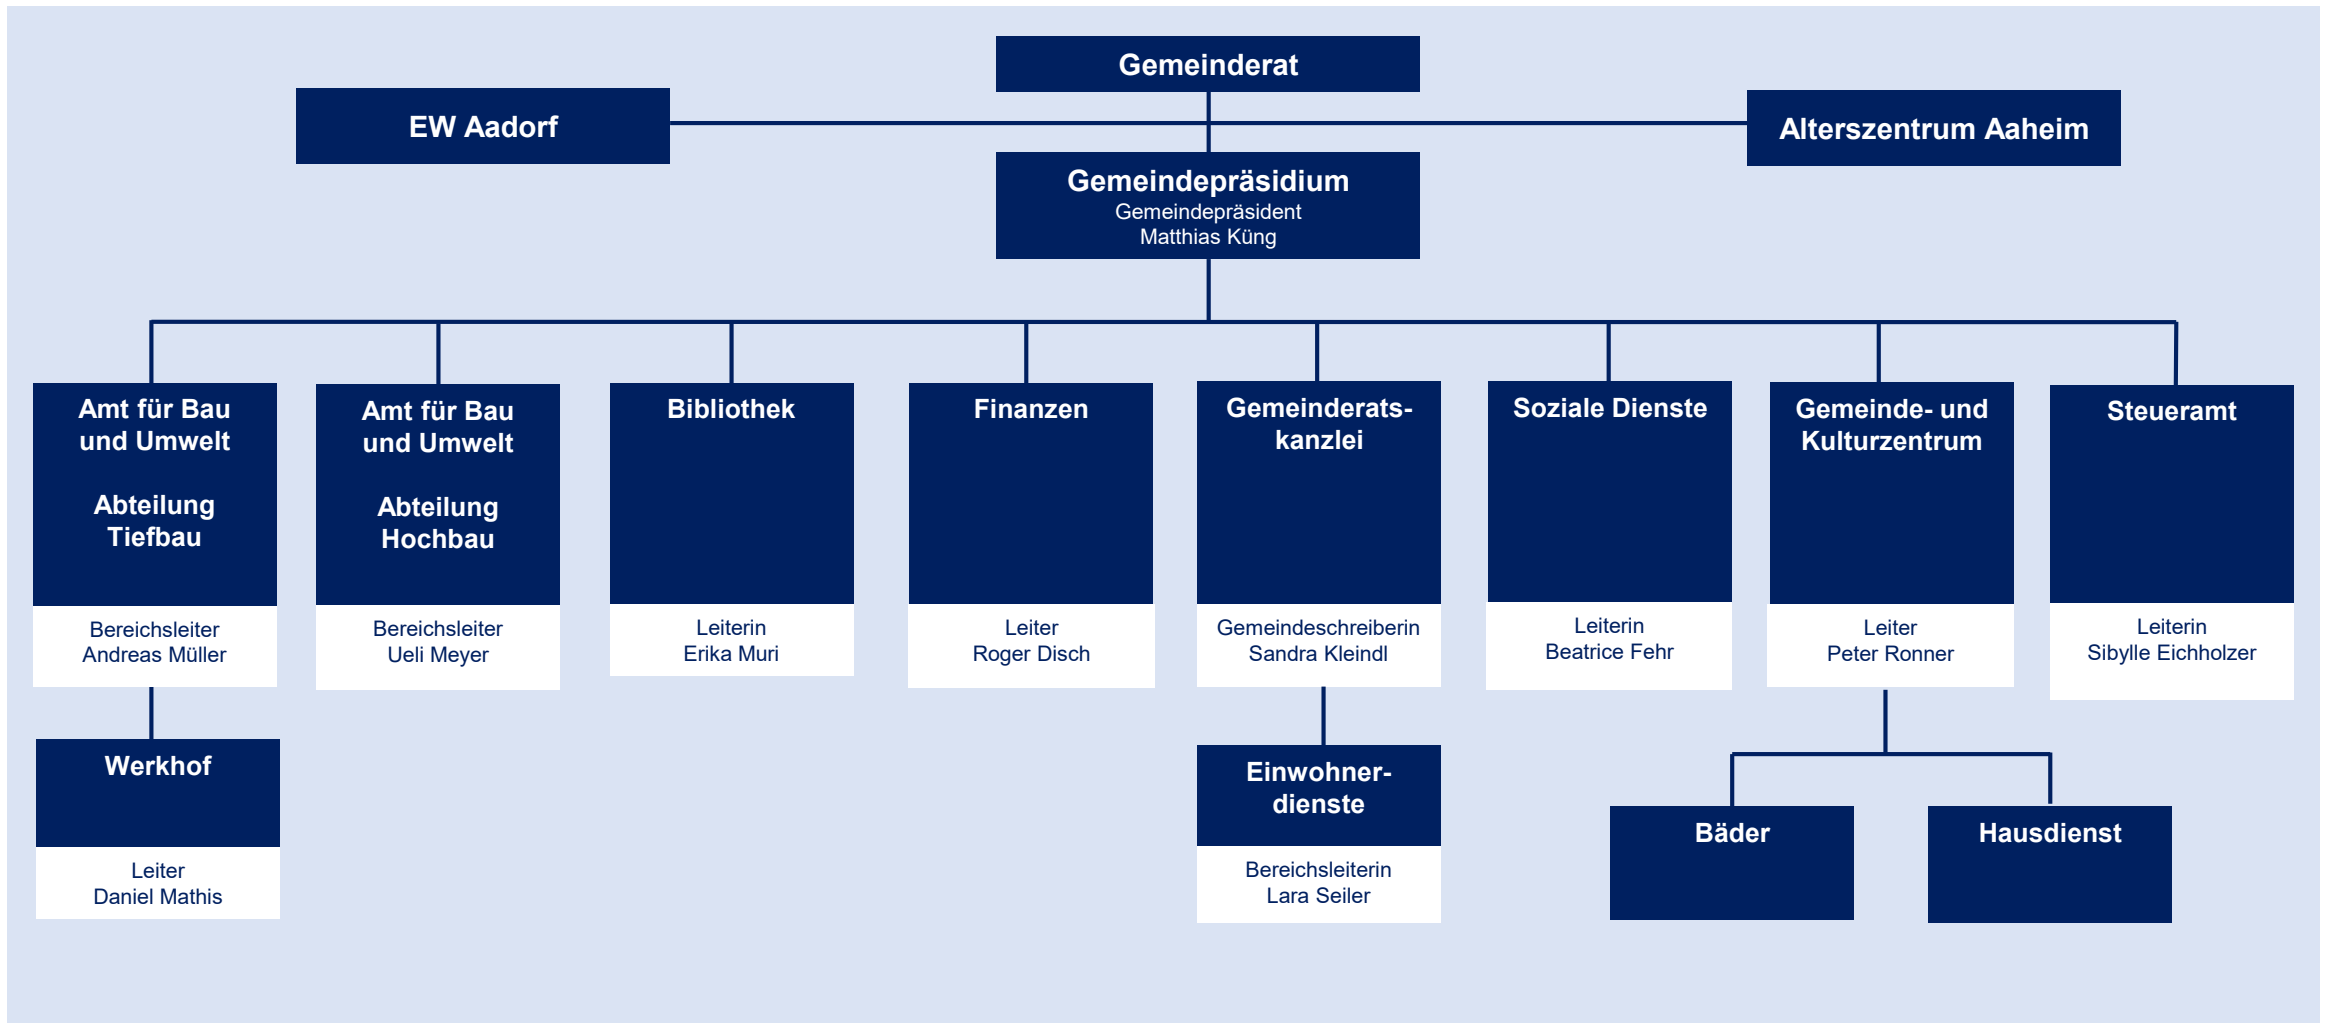 Gemeinderat
EW Aadorf
Alterszentrum Aaheim
Gemeindepräsidium
Gemeindepräsident
Matthias Küng
Amt für Bau
und Umwelt
Abteilung
Tiefbau
Bereichsleiter
Andreas Müller
Amt für Bau
und Umwelt
Abteilung
Hochbau
Bereichsleiter
Ueli Meyer
Bibliothek
Leiterin
Erika Muri
Finanzen
Leiter
Roger Disch
Gemeinderats-
kanzlei
Gemeindeschreiberin
Sandra Kleindl
Soziale Dienste
Leiterin
Beatrice Fehr
Gemeinde- und
Kulturzentrum
Leiter
Peter Ronner
Steueramt
Leiterin
Sibylle Eichholzer
Werkhof
Leiter
Daniel Mathis
Einwohner-
dienste
Bereichsleiterin
Lara Seiler
Bäder
Hausdienst